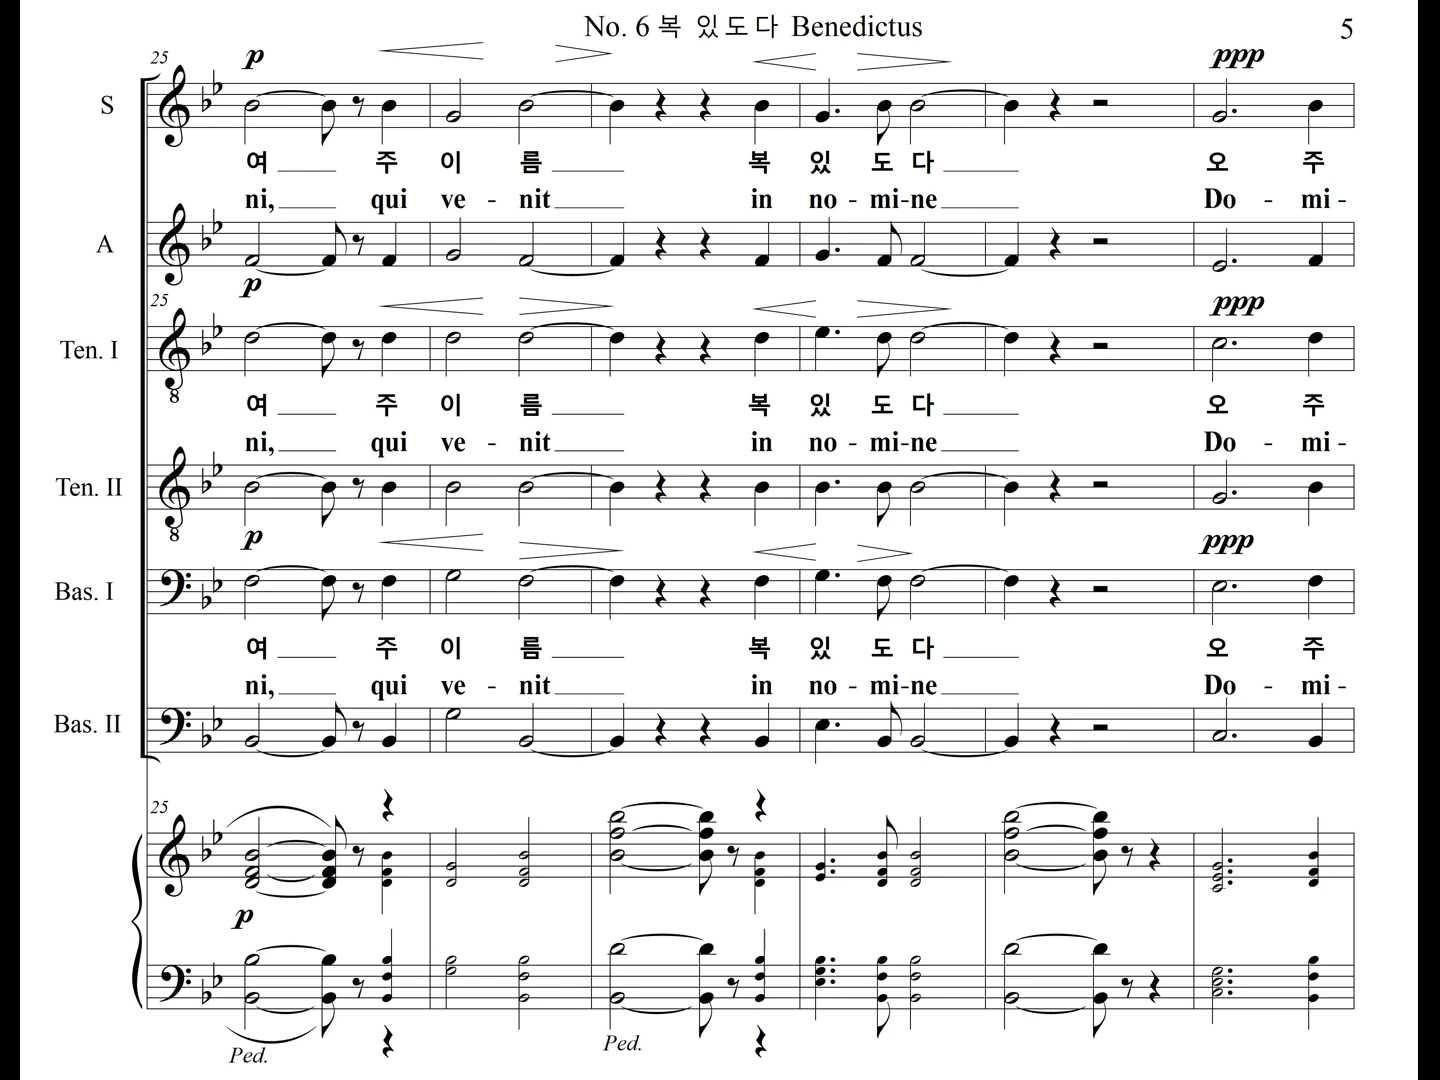 No. 6 복 있도다 Benedictus
5
25
p
ppp
S
여 주 이 름 복 있 도 다 오 주
ni, qui ve - nit in no - mi-ne Do - mi -
A
p
25
ppp
Ten. I
8
여 주 이 름 복 있 도 다 오 주
ni, qui ve - nit in no - mi-ne Do - mi -
Ten. II
8
p
ppp
Bas. I
여 주 이 름 복 있 도 다 오 주
ni, qui ve - nit in no - mi-ne Do - mi -
Bas. II
25
p
Ped.
Ped.